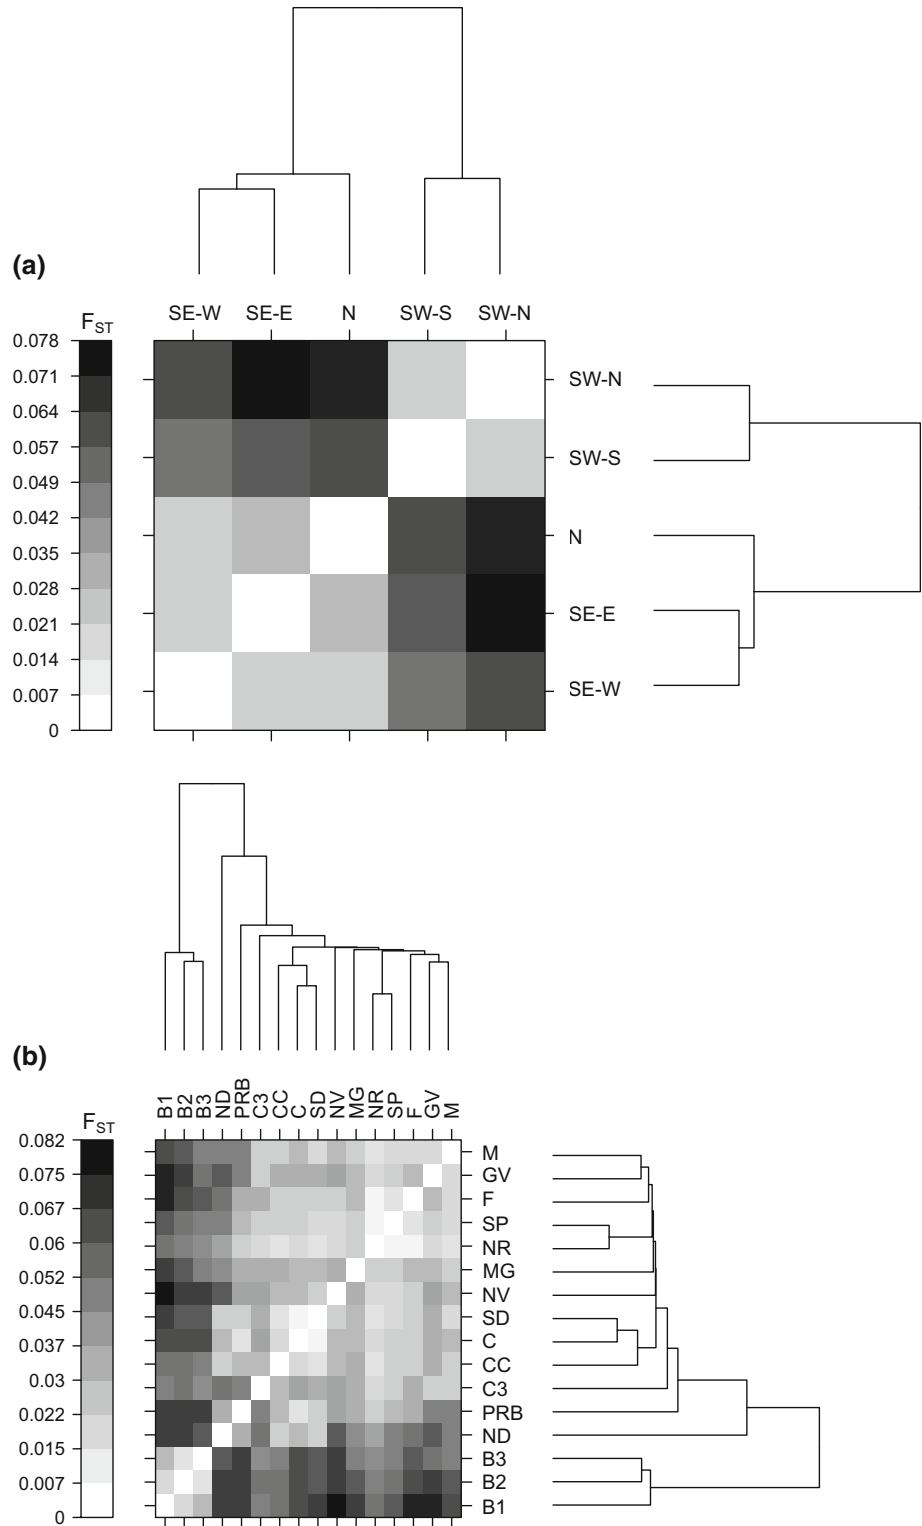 (a)
SE-W SE-E N SW-S SW-N
FST
0.078
0.071
0.064
0.057
0.049
0.042
0.035
0.028
0.021
0.014
0.007
0
SW-N
SW-S
N
SE-E
SE-W
(b)
B1 B2 B3 ND PRB C3 CC C SD NV MG NR SP F GV M
FST
0.082
0.075
0.067
0.06
0.052
0.045
0.037
0.03
0.022
0.015
0.007
0
M
GV
F
SP
NR
MG
NV
SD
C
CC
C3
PRB
ND
B3
B2
B1